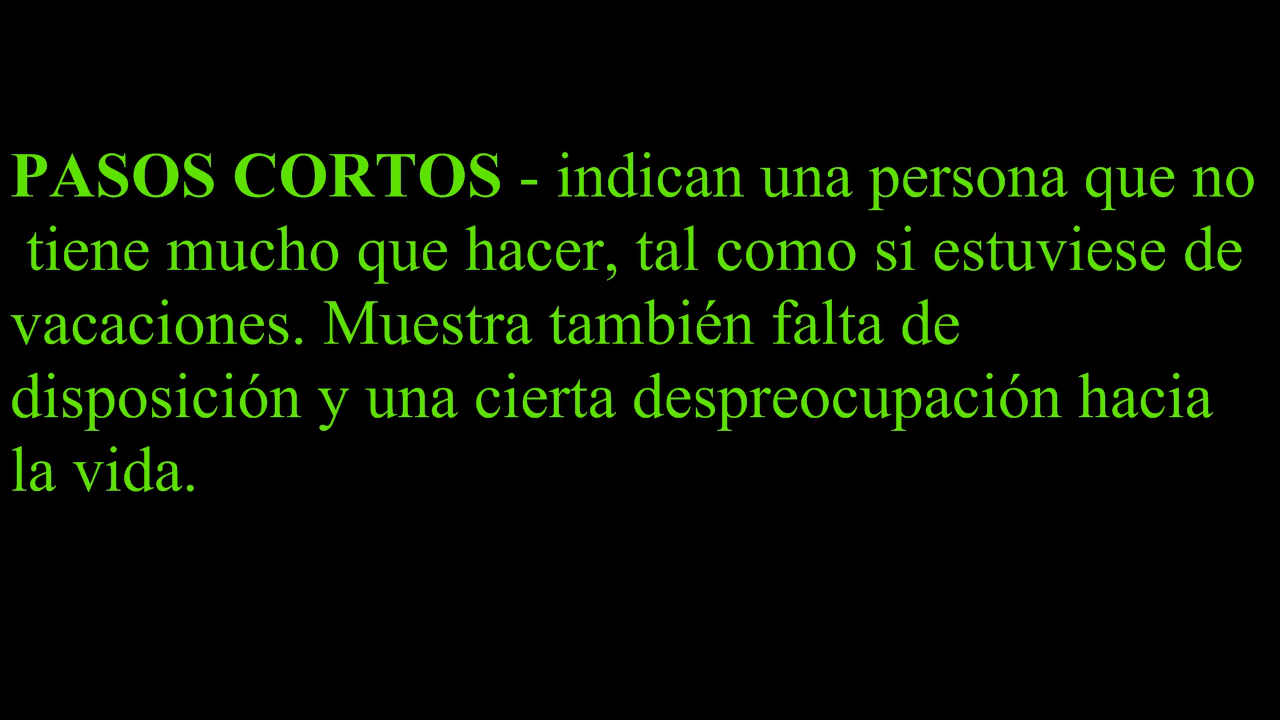 PASOS CORTOS - indican una persona que no
tiene mucho que hacer, tal como si estuviese de
vacaciones. Muestra también falta de
disposición y una cierta despreocupación hacia
la vida.